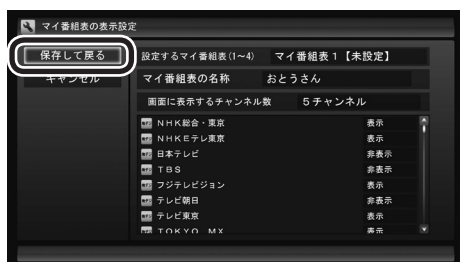 マイ番組表の表示設定
保存して戻る
設定するマイ番組表(1~4) マイ番組表1【未設定】
キャンセル
マイ番組表の名称 おとうさん
画面に表示するチャンネル数 5チャンネル
NHK総合・東京 表示
NHKEテレ東京 表示
日本テレビ 非表示
TBS 非表示
フジテレビジョン 表示
テレビ朝日 非表示
テレビ東京 表示
TOKYO MX 表示